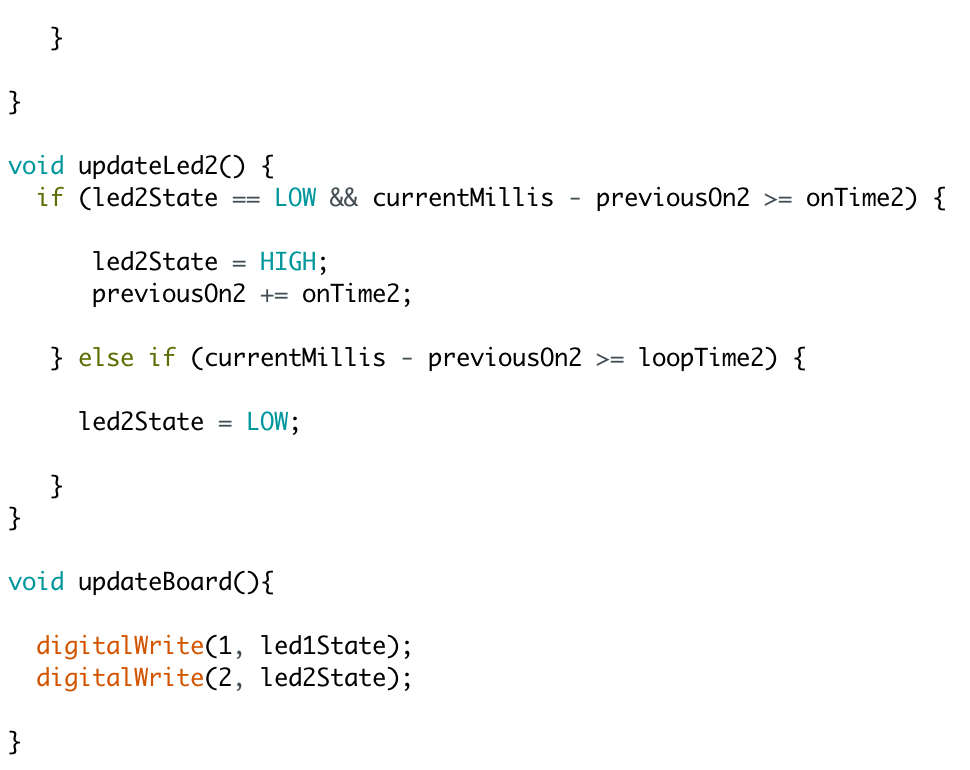 }

}

void updateLed2() {
  if (led2State == LOW && currentMillis - previousOn2 >= onTime2) {

      led2State = HIGH;
      previousOn2 += onTime2;

   } else if (currentMillis - previousOn2 >= loopTime2) {

     led2State = LOW;

   }
}

void updateBoard(){

  digitalWrite(1, led1State);
  digitalWrite(2, led2State);

}